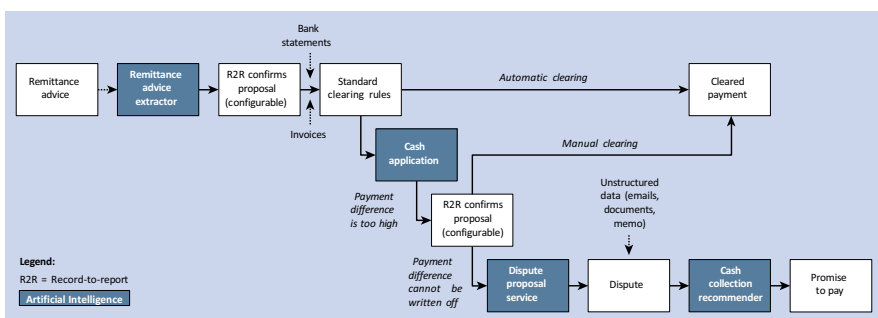 Bank
statements
Remittance
advice
Remittance
advice
extractor
R2R confirms
proposal
(configurable)
Standard
clearing rules
Automatic clearing
Cleared
payment
Invoices
Cash
application
Manual clearing
Payment
difference
is too high
R2R confirms
proposal
(configurable)
Unstructured
data (emails,
documents,
memo)
Payment
difference
cannot be
written off
Dispute
proposal
service
Dispute
Cash
collection
recommender
Promise
to pay
Legend:
R2R = Record-to-report
Artificial Intelligence